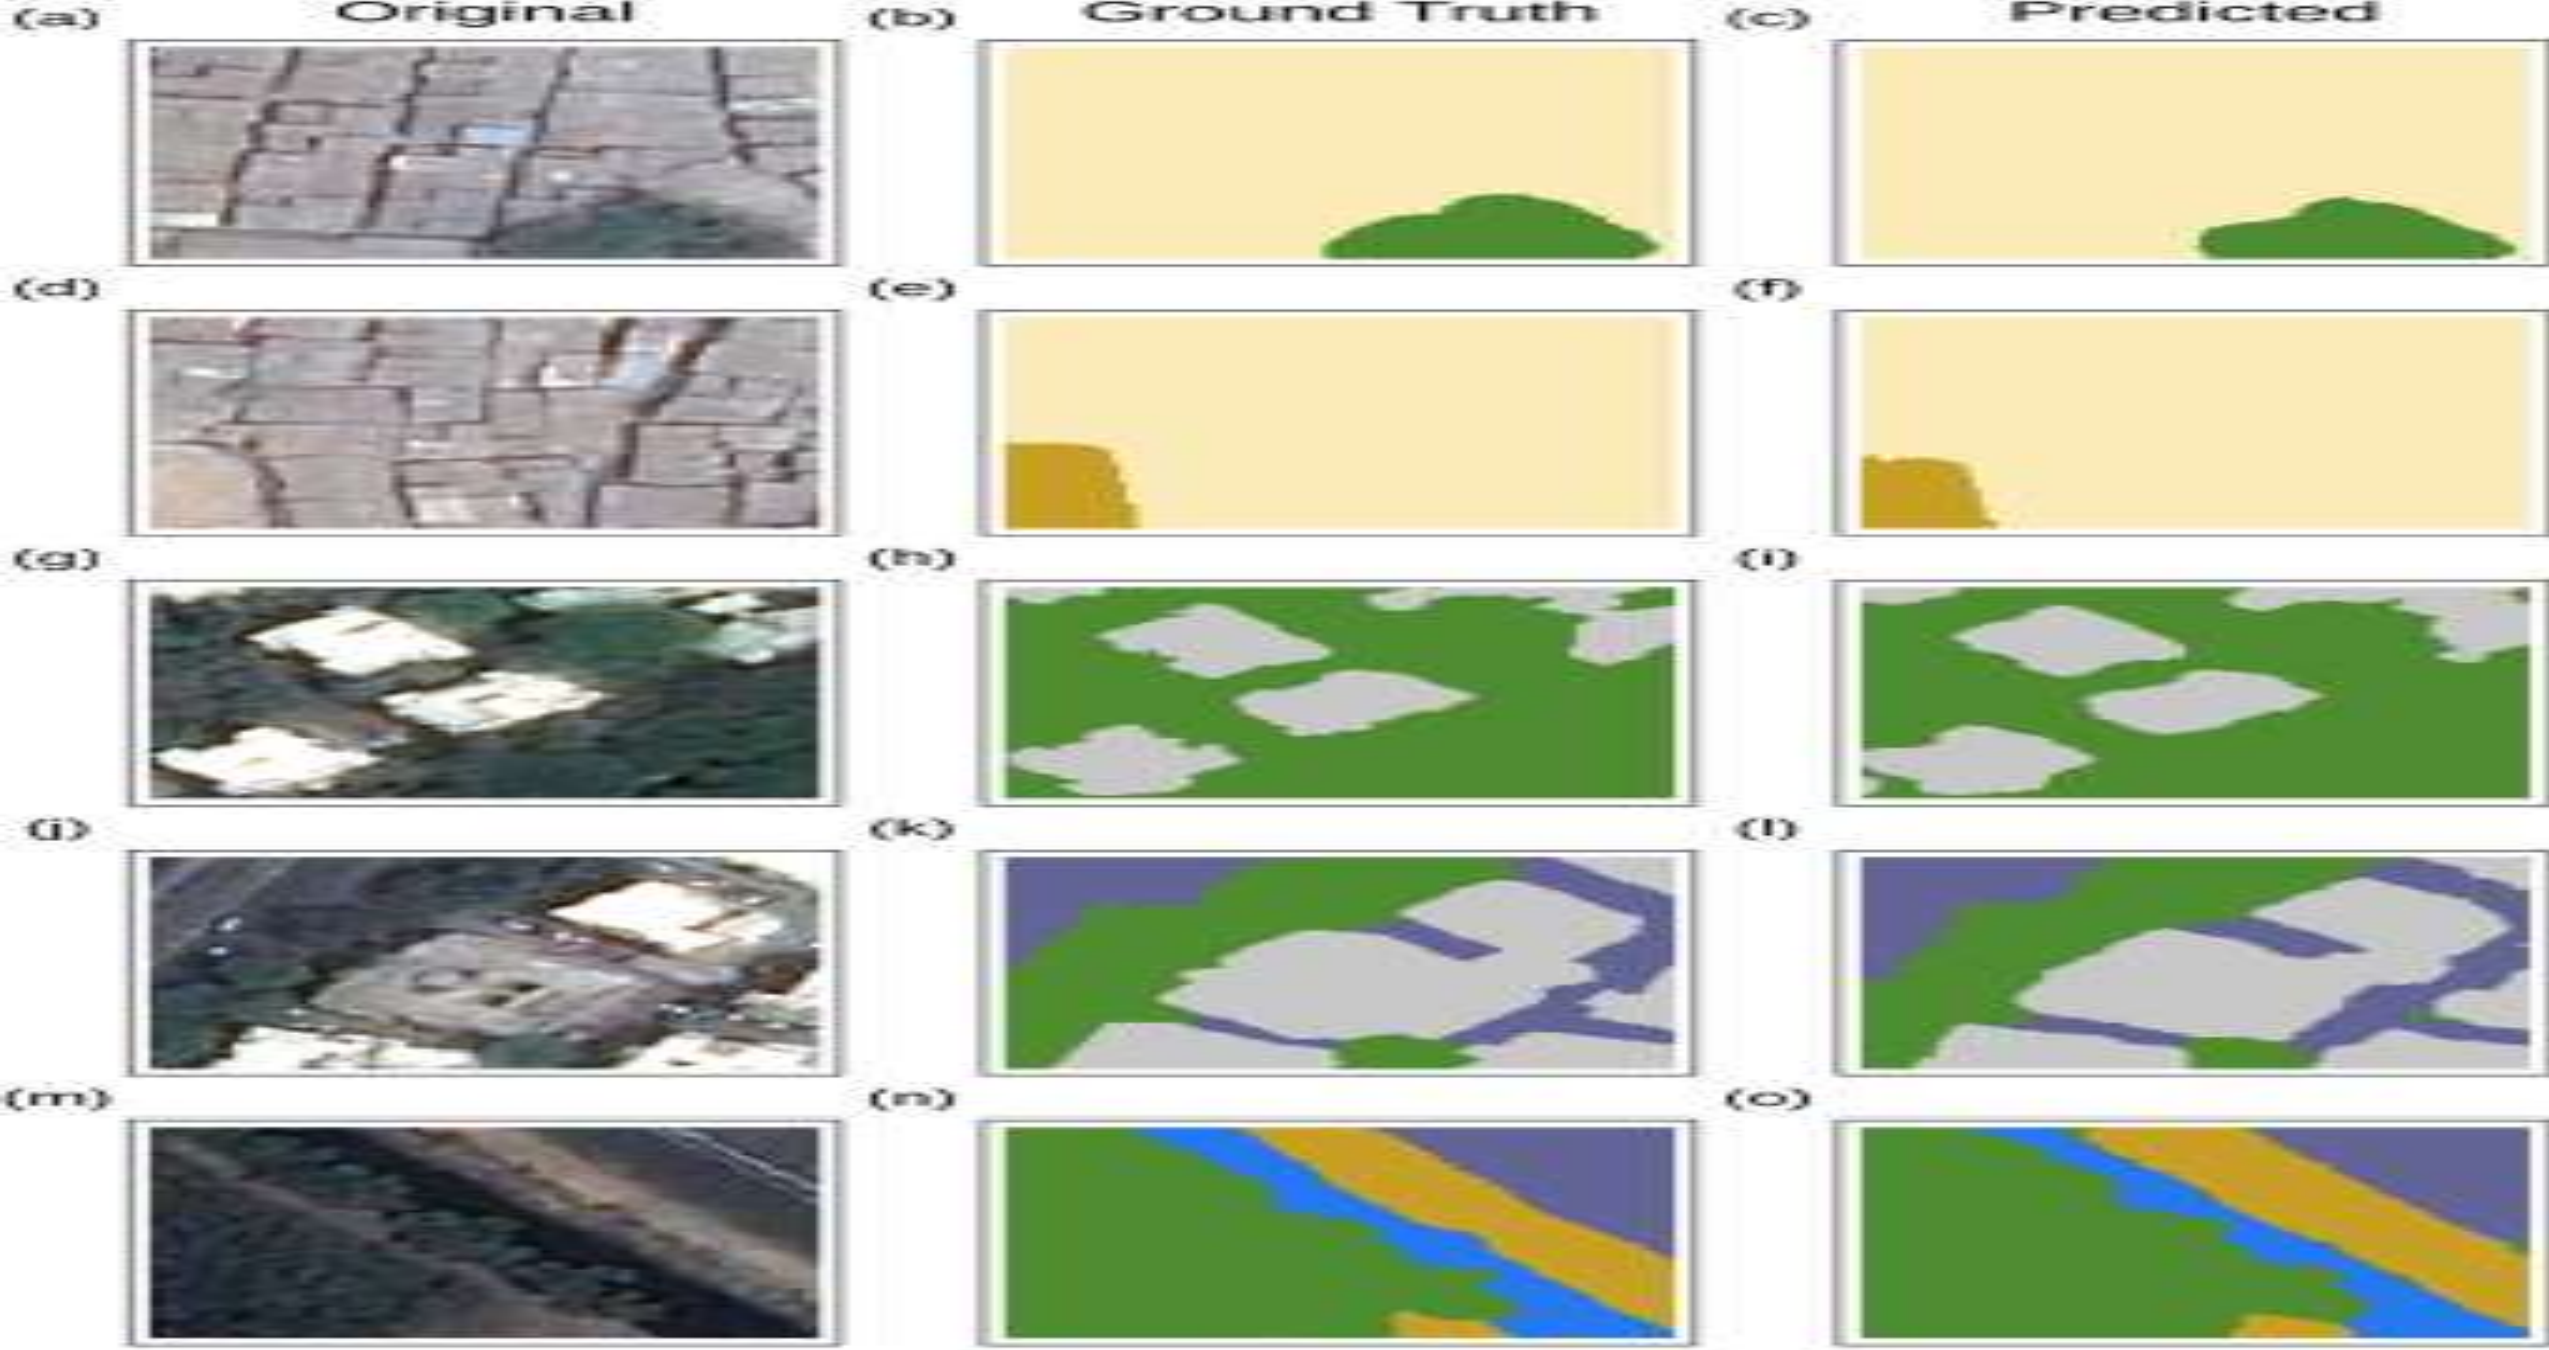 (a) Original (b) Ground Truth (c) Predicted
(d) (e) (f)
(g) (h) (i)
(j) (k) (l)
(m) (n) (o)